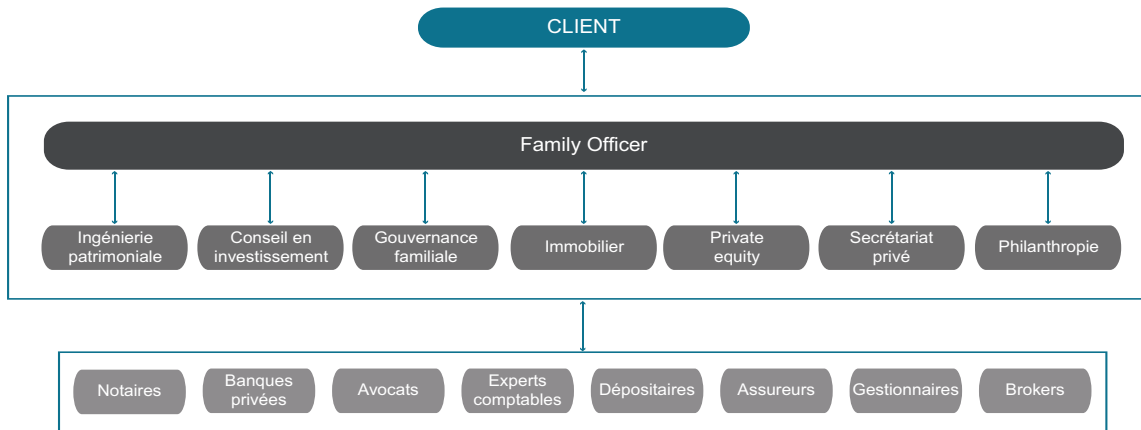 CLIENT
Family Officer
Ingénierie
patrimoniale
Conseil en
investissement
Gouvernance
familiale
Immobilier
Private
equity
Secrétariat
privé
Philanthropie
Notaires
Banques
privées
Avocats
Experts
comptables
Dépositaires
Assureurs
Gestionnaires
Brokers